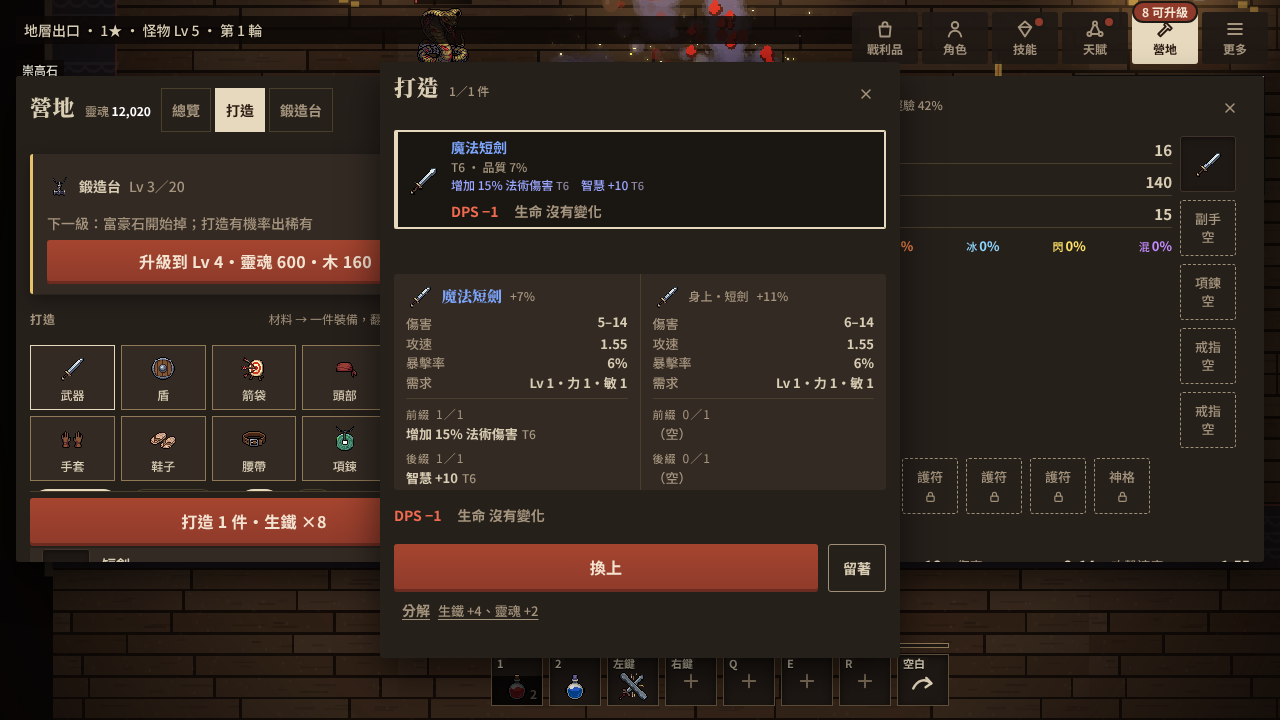 地層出口 · 1★ · 怪物 Lv 5 · 第 1 輪
崇高石
戰利品
角色
技能
天賦
8 可升級
營地
更多
營地 靈魂 12,020 總覽 打造 鍛造台
鍛造台 Lv 3／20
下一級：富豪石開始掉；打造有機率出稀有
升級到 Lv 4・靈魂 600・木 160
打造
材料 → 一件裝備，
武器 盾 箭袋 頭部
手套 鞋子 腰帶 項鍊
打造 1 件・生鐵 ×8
短劍
打造 1／1 件
魔法短劍
T6 · 品質 7%
增加 15% 法術傷害 T6 智慧 +10 T6
DPS −1 生命 沒有變化
魔法短劍 +7%
傷害 5–14
攻速 1.55
暴擊率 6%
需求 Lv 1・力 1・敏 1
前綴 1／1
增加 15% 法術傷害 T6
後綴 1／1
智慧 +10 T6
身上・短劍 +11%
傷害 6–14
攻速 1.55
暴擊率 6%
需求 Lv 1・力 1・敏 1
前綴 0／1
（空）
後綴 0／1
（空）
DPS −1 生命 沒有變化
換上
留著
分解 生鐵 +4、靈魂 +2
經驗 42%
16
140
15
% 冰 0% 閃 0% 混 0%
副手
空
項鍊
空
戒指
空
戒指
空
護符 護符 護符 神格
1
2
2
左鍵
右鍵
Q
E
R
空白